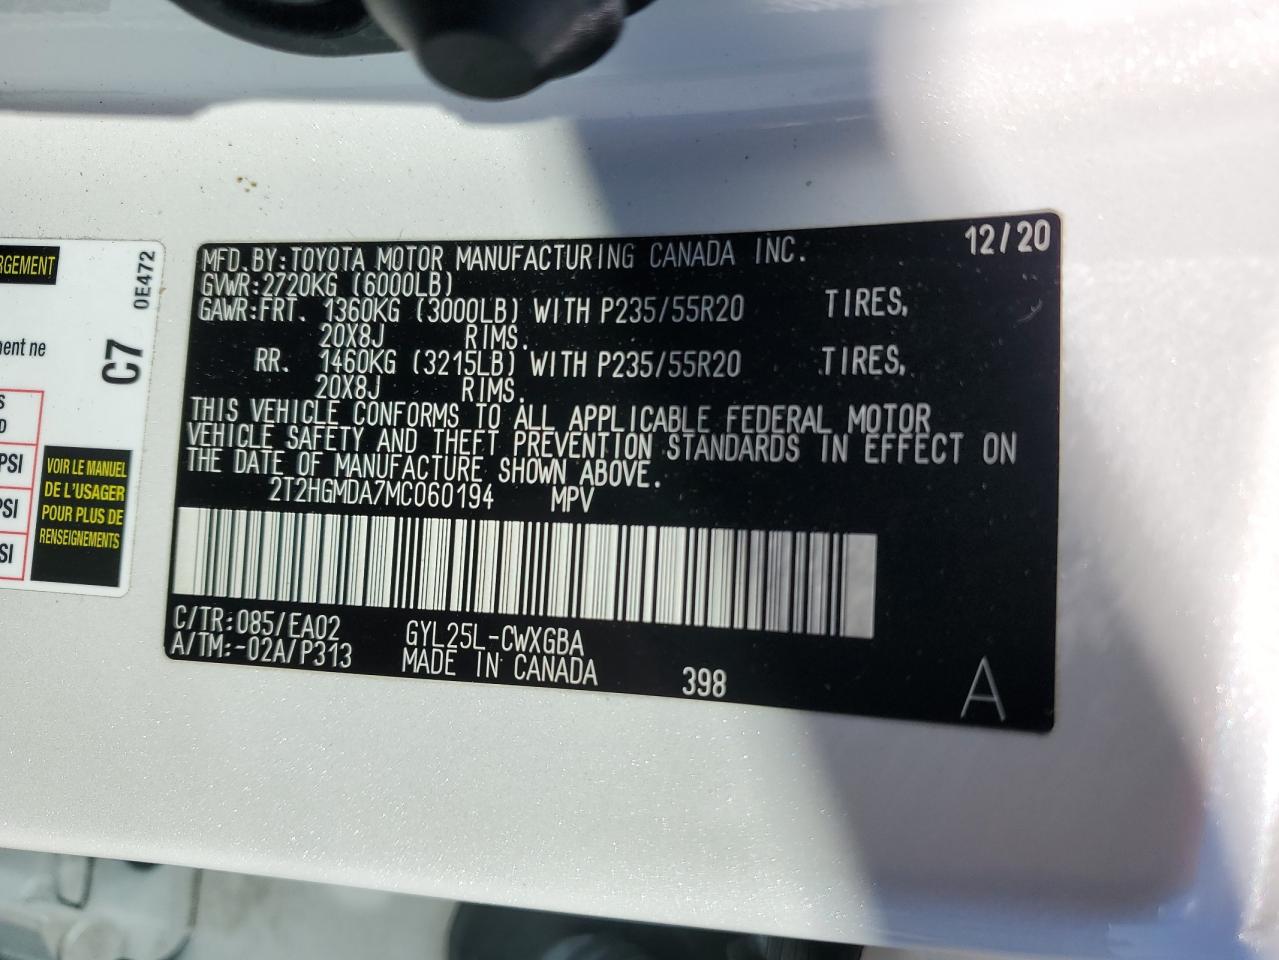 MFD.BY:TOYOTA MOTOR MANUFACTURING CANADA INC. 12/20
GVWR:2720KG (6000LB)
GAWR:FRT. 1360KG (3000LB) WITH P235/55R20 TIRES,
20X8J RIMS.
RR. 1460KG (3215LB) WITH P235/55R20 TIRES,
20X8J RIMS.
THIS VEHICLE CONFORMS TO ALL APPLICABLE FEDERAL MOTOR
VEHICLE SAFETY AND THEFT PREVENTION STANDARDS IN EFFECT ON
THE DATE OF MANUFACTURE SHOWN ABOVE.
2T2HGMDA7MC060194 MPV
C/TR:085/EA02 GYL25L-CWXGBA
A/TM:-02A/P313 MADE IN CANADA 398
A
0E472
C7
ne
PSI
VOIR LE MANUEL
DE L'USAGER
POUR PLUS DE
RENSEIGNEMENTS